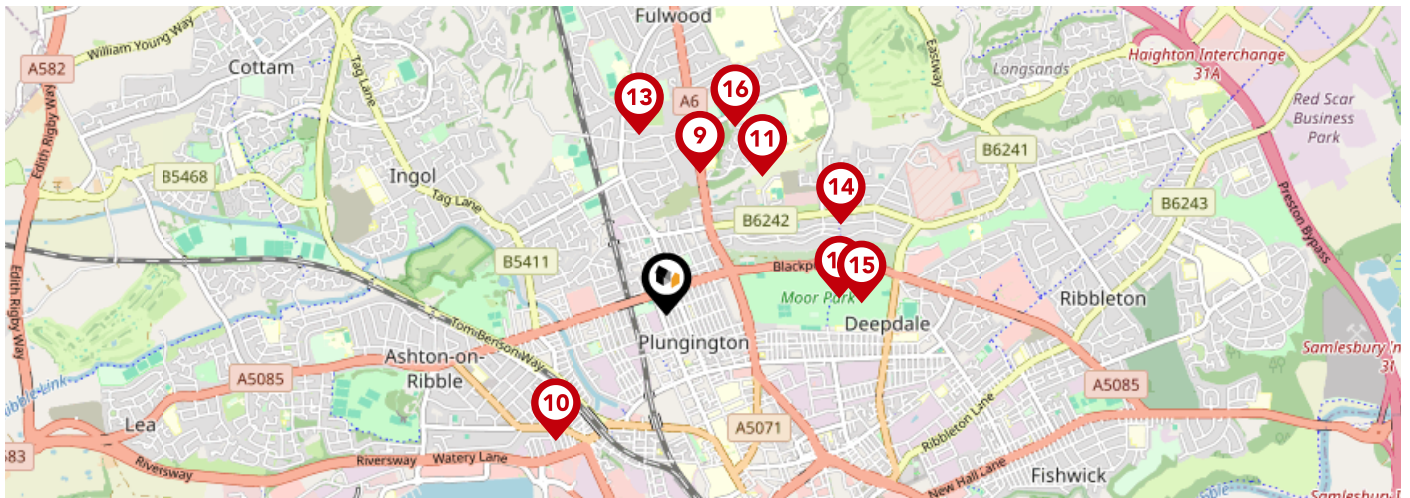 Fulwood
William Young Way
A582
Cottam
Tag Lane
Eastway
Longsands
Haighton Interchange
31A
13
A6
16
Red Scar
Business
Park
9
11
Edith Rigby Way
B6241
B5468
Ingol
14
Tag Lane
B6242
B6243
Preston Bypass
B5411
15
Moor Park
Ribbleton
Edith Rigby Way
Deepdale
Tom Benson Way
Plungington
Ashton-on-
Ribble
A5085
A5085
10
Lea
A5071
Ribbleton Lane
Riversway
Riversway
Watery Lane
New Hall Lane
Fishwick